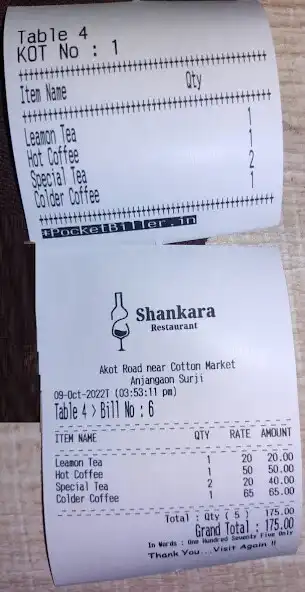 Table 4
KOT No : 1
Item Name Qty
Leamon Tea 1
Hot Coffee 1
Special Tea 2
Colder Coffee 1
#PocketBiller.in
Shankara
Restaurant
Akot Road near Cotton Market
Anjangaon Surji
09-Oct-2022T (03:53:11 pm)
Table 4 > Bill No : 6
ITEM NAME QTY RATE AMOUNT
Leamon Tea 1 20 20.00
Hot Coffee 1 50 50.00
Special Tea 2 20 40.00
Colder Coffee 1 65 65.00
Total : Qty ( 5 ) 175.00
Grand Total : 175.00
In Words : One Hundred Seventy Five Only
Thank You...Visit Again !!